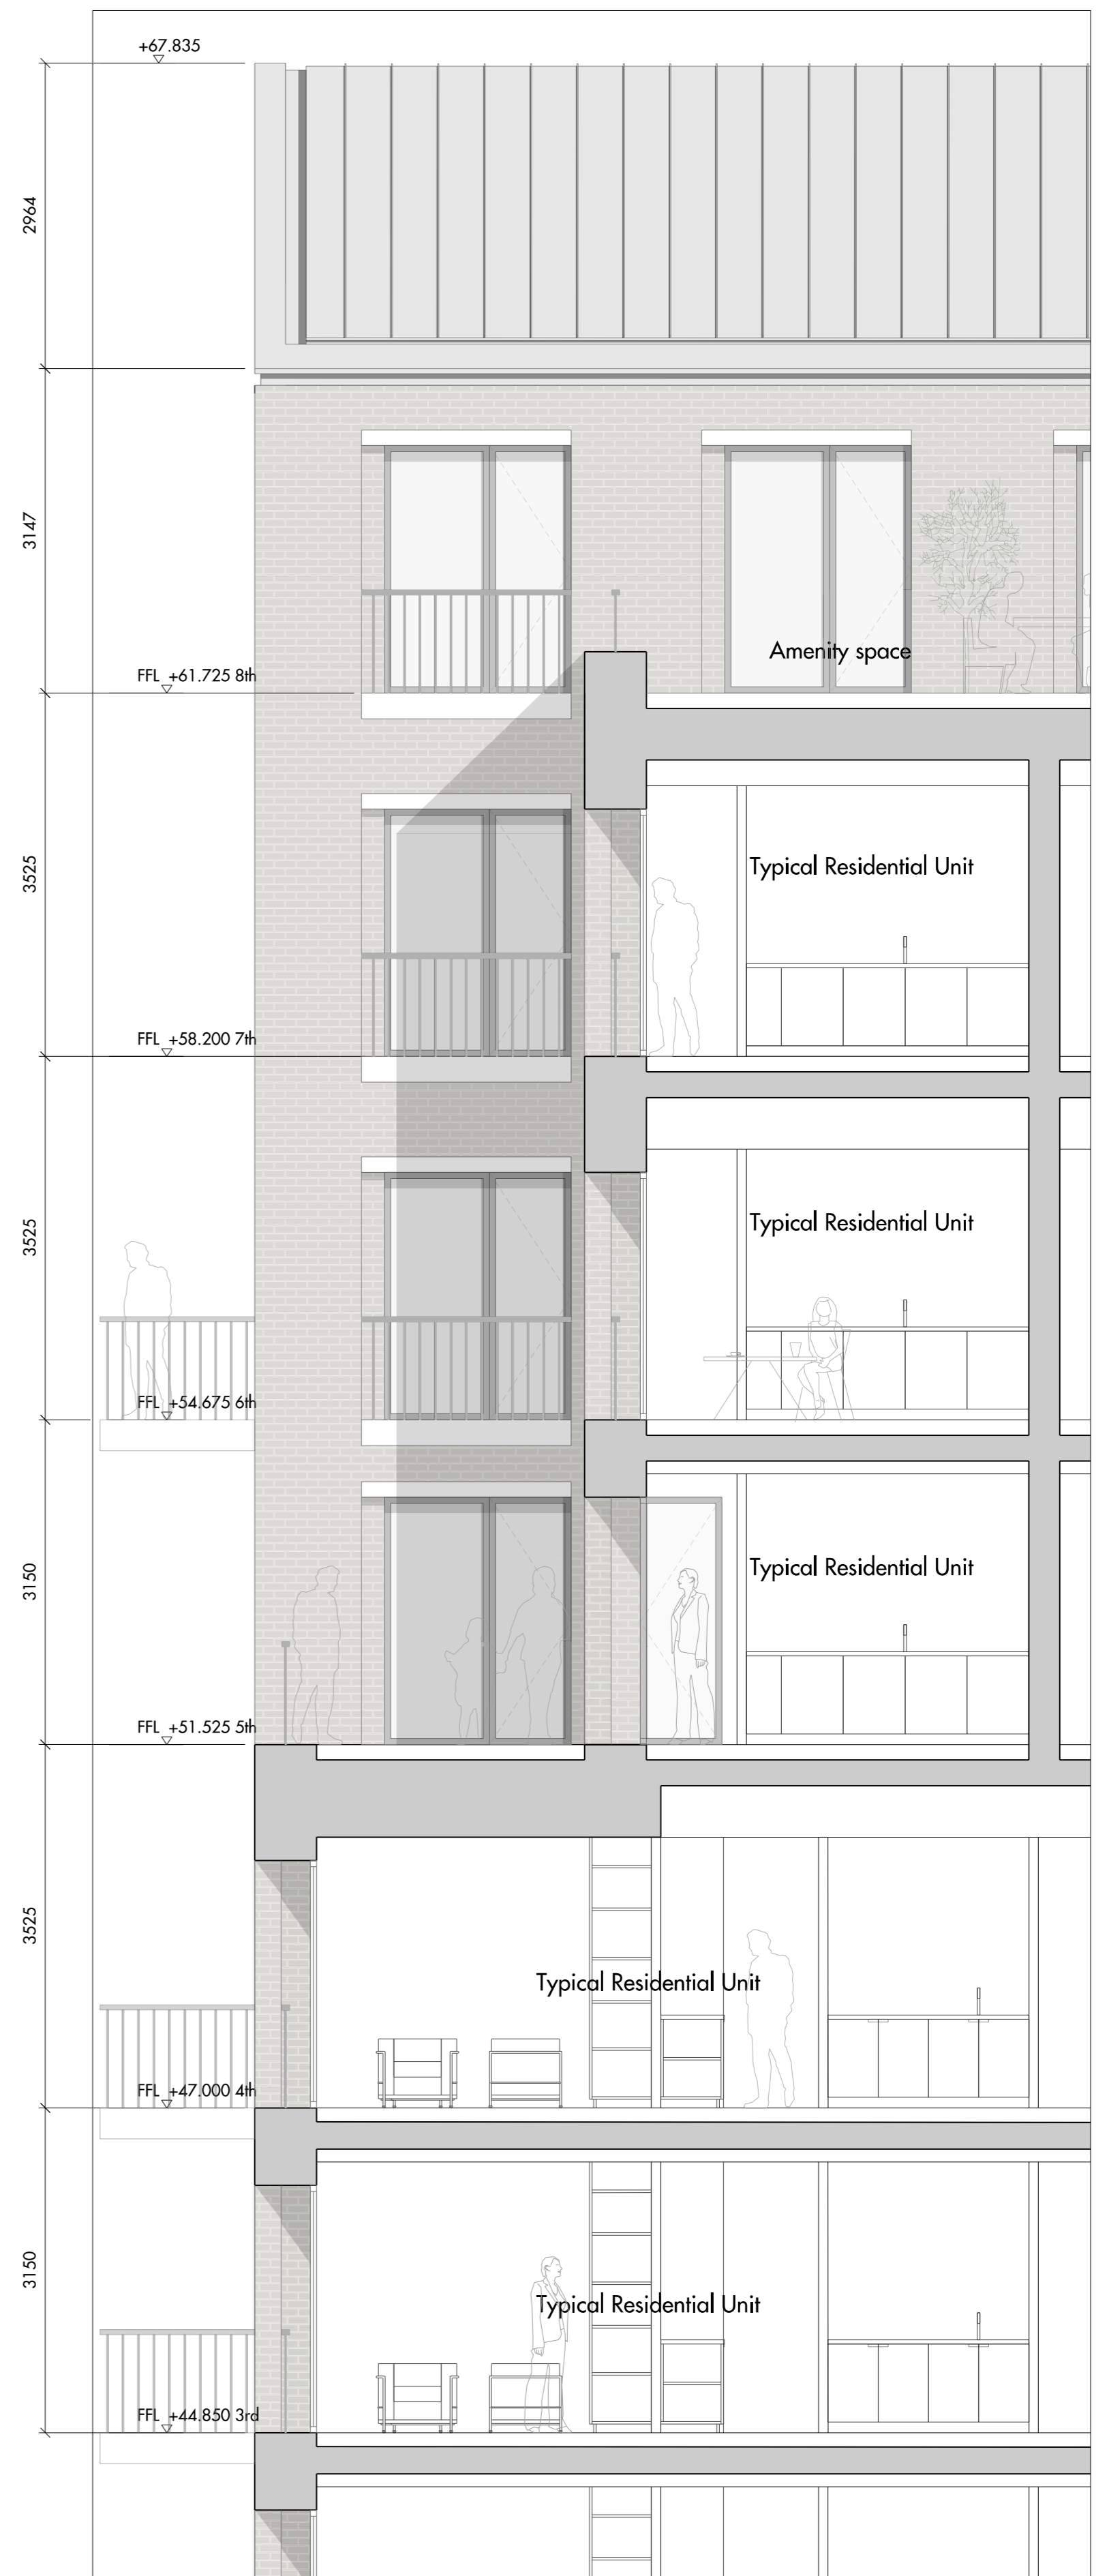 +67.835
2964
3147
Amenity space
FFL +61.725 8th
3525
Typical Residential Unit
FFL +58.200 7th
3525
Typical Residential Unit
FFL +54.675 6th
3150
Typical Residential Unit
FFL +51.525 5th
3525
Typical Residential Unit
FFL +47.000 4th
3150
Typical Residential Unit
FFL +44.850 3rd